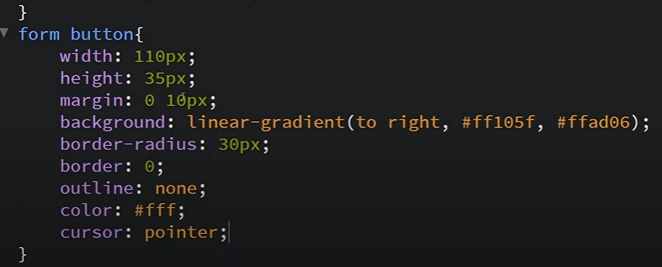 }
form button{
    width: 110px;
    height: 35px;
    margin: 0 10px;
    background: linear-gradient(to right, #ff105f, #ffad06);
    border-radius: 30px;
    border: 0;
    outline: none;
    color: #fff;
    cursor: pointer;
}